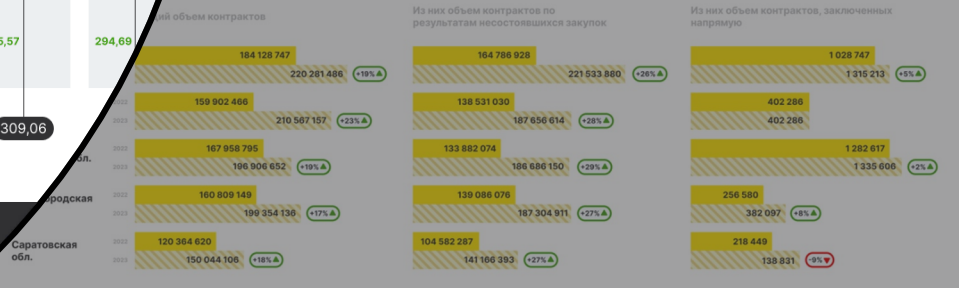 ий объем контрактов
Из них объем контрактов по
результатам несостоявшихся закупок
Из них объем контрактов, заключенных
напрямую
5,57
294,69
309,06
184 128 747
220 281 486 +19%▲
164 786 928
221 533 880 +26%▲
1 028 747
1 315 213 +5%▲
2022 159 902 466
2023 210 567 157 +23%▲
138 531 030
187 656 614 +28%▲
402 286
402 286
обл.
2022 167 958 795
2023 196 906 652 +19%▲
133 882 074
186 686 150 +29%▲
1 282 617
1 335 606 +2%▲
ородская
2022 160 809 149
2023 199 354 136 +17%▲
139 086 076
187 304 911 +27%▲
256 580
382 097 +8%▲
Саратовская
обл.
2022 120 364 620
2023 150 044 106 +18%▲
104 582 287
141 166 393 +27%▲
218 449
138 831 -9%▼